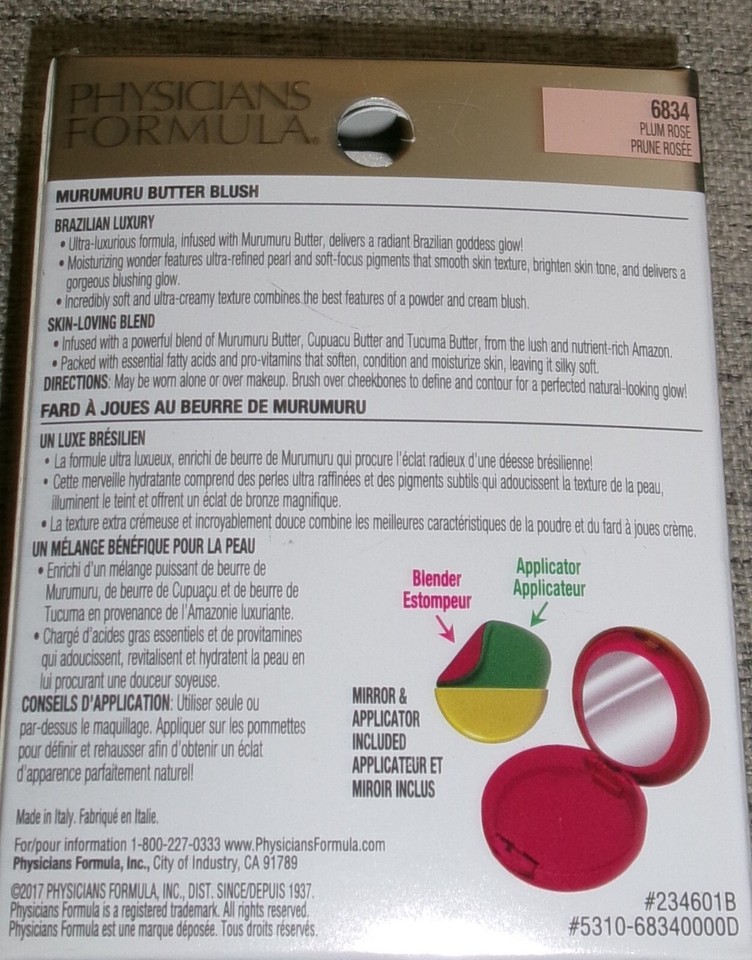 PHYSICIANS
FORMULA®
6834
PLUM ROSE
PRUNE ROSÉE
MURUMURU BUTTER BLUSH
BRAZILIAN LUXURY
• Ultra-luxurious formula, infused with Murumuru Butter, delivers a radiant Brazilian goddess glow!
• Moisturizing wonder features ultra-refined pearl and soft-focus pigments that smooth skin texture, brighten skin tone, and delivers a
gorgeous blushing glow.
• Incredibly soft and ultra-creamy texture combines the best features of a powder and cream blush.
SKIN-LOVING BLEND
• Infused with a powerful blend of Murumuru Butter, Cupuacu Butter and Tucuma Butter, from the lush and nutrient-rich Amazon.
• Packed with essential fatty acids and pro-vitamins that soften, condition and moisturize skin, leaving it silky soft.
DIRECTIONS: May be worn alone or over makeup. Brush over cheekbones to define and contour for a perfected natural-looking glow!
FARD À JOUES AU BEURRE DE MURUMURU
UN LUXE BRÉSILIEN
• La formule ultra luxueux, enrichi de beurre de Murumuru qui procure l'éclat radieux d'une déesse brésilienne!
• Cette merveille hydratante comprend des perles ultra raffinées et des pigments subtils qui adoucissent la texture de la peau,
illuminent le teint et offrent un éclat de bronze magnifique.
• La texture extra crémeuse et incroyablement douce combine les meilleures caractéristiques de la poudre et du fard à joues crème.
UN MÉLANGE BÉNÉFIQUE POUR LA PEAU
• Enrichi d'un mélange puissant de beurre de
Murumuru, de beurre de Cupuaçu et de beurre de
Tucuma en provenance de l'Amazonie luxuriante.
• Chargé d'acides gras essentiels et de provitamines
qui adoucissent, revitalisent et hydratent la peau en
lui procurant une douceur soyeuse.
CONSEILS D'APPLICATION: Utiliser seule ou
par-dessus le maquillage. Appliquer sur les pommettes
pour définir et rehausser afin d'obtenir un éclat
d'apparence parfaitement naturel!
Blender
Estompeur
Applicator
Applicateur
MIRROR &
APPLICATOR
INCLUDED
APPLICATEUR ET
MIROIR INCLUS
Made in Italy. Fabriqué en Italie.
For/pour information 1-800-227-0333 www.PhysiciansFormula.com
Physicians Formula, Inc., City of Industry, CA 91789
©2017 PHYSICIANS FORMULA, INC., DIST. SINCE/DEPUIS 1937.
Physicians Formula is a registered trademark. All rights reserved.
Physicians Formula est une marque déposée. Tous droits réservés.
#234601B
#5310-68340000D